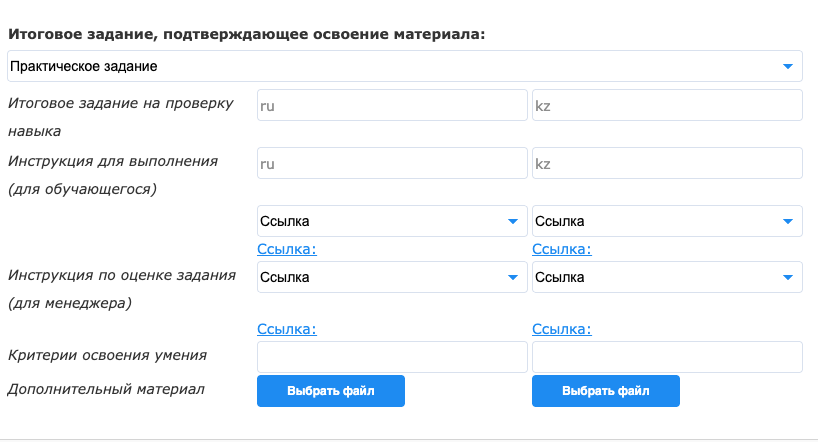 Итоговое задание, подтверждающее освоение материала:
Практическое задание
Итоговое задание на проверку
навыка
ru
kz
Инструкция для выполнения
(для обучающегося)
ru
kz
Ссылка
Ссылка
Ссылка:
Ссылка:
Инструкция по оценке задания
(для менеджера)
Ссылка
Ссылка
Ссылка:
Ссылка:
Критерии освоения умения
Дополнительный материал
Выбрать файл
Выбрать файл